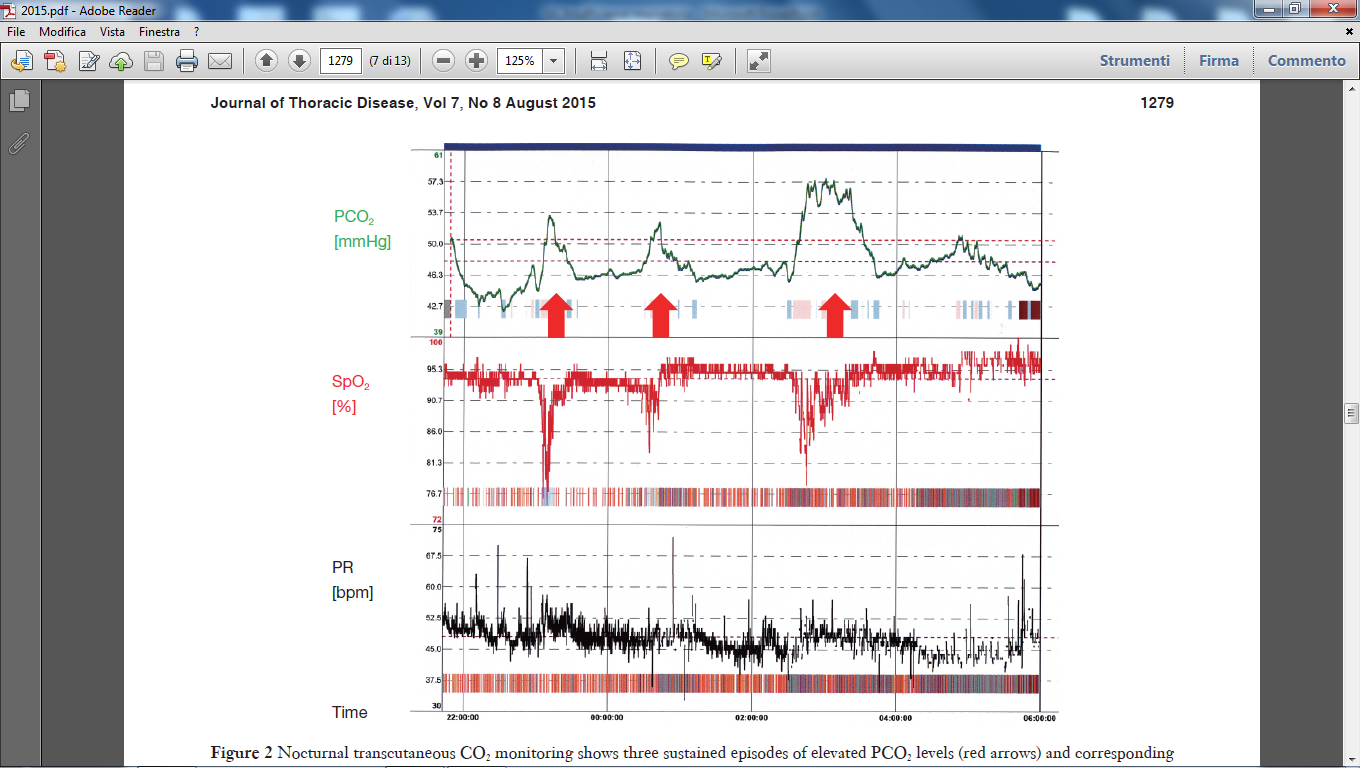 2015.pdf - Adobe Reader
File Modifica Vista Finestra ?
1279 (7 di 13) 125% Strumenti Firma Commento
Journal of Thoracic Disease, Vol 7, No 8 August 2015 1279
PCO2
[mmHg]
61
57.3
53.7
50.0
46.3
42.7
39
SpO2
[%]
100
95.3
90.7
86.0
81.3
76.7
72
PR
[bpm]
75
67.5
60.0
52.5
45.0
37.5
30
Time
22:00:00 00:00:00 02:00:00 04:00:00 06:00:00
Figure 2 Nocturnal transcutaneous CO2 monitoring shows three sustained episodes of elevated PCO2 levels (red arrows) and corresponding